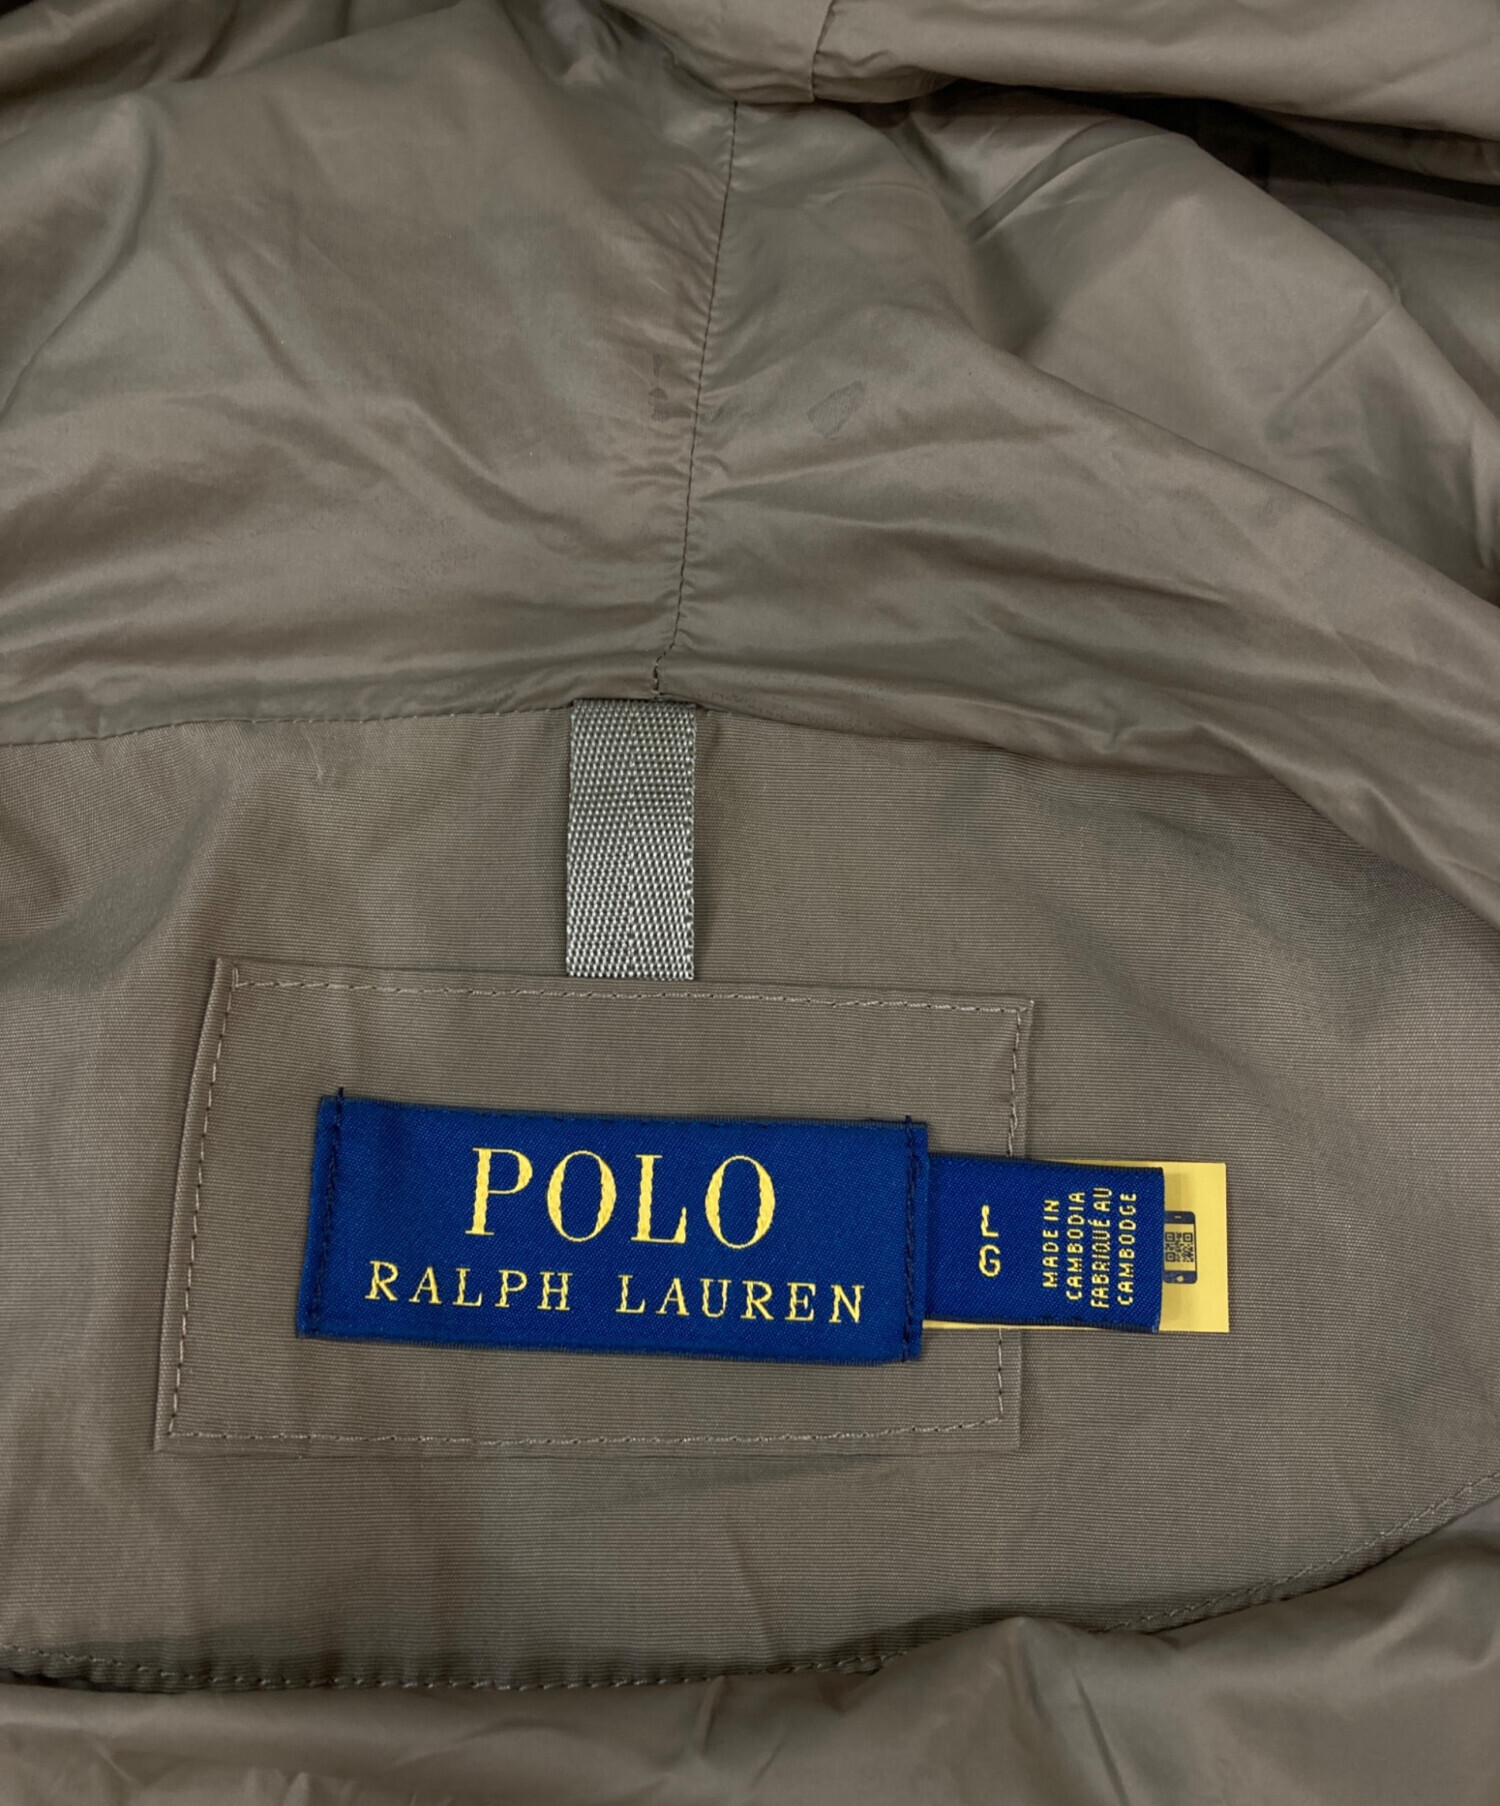 POLO
RALPH LAUREN
L
G
MADE IN
CAMBODIA
FABRIQUÉ AU
CAMBODGE